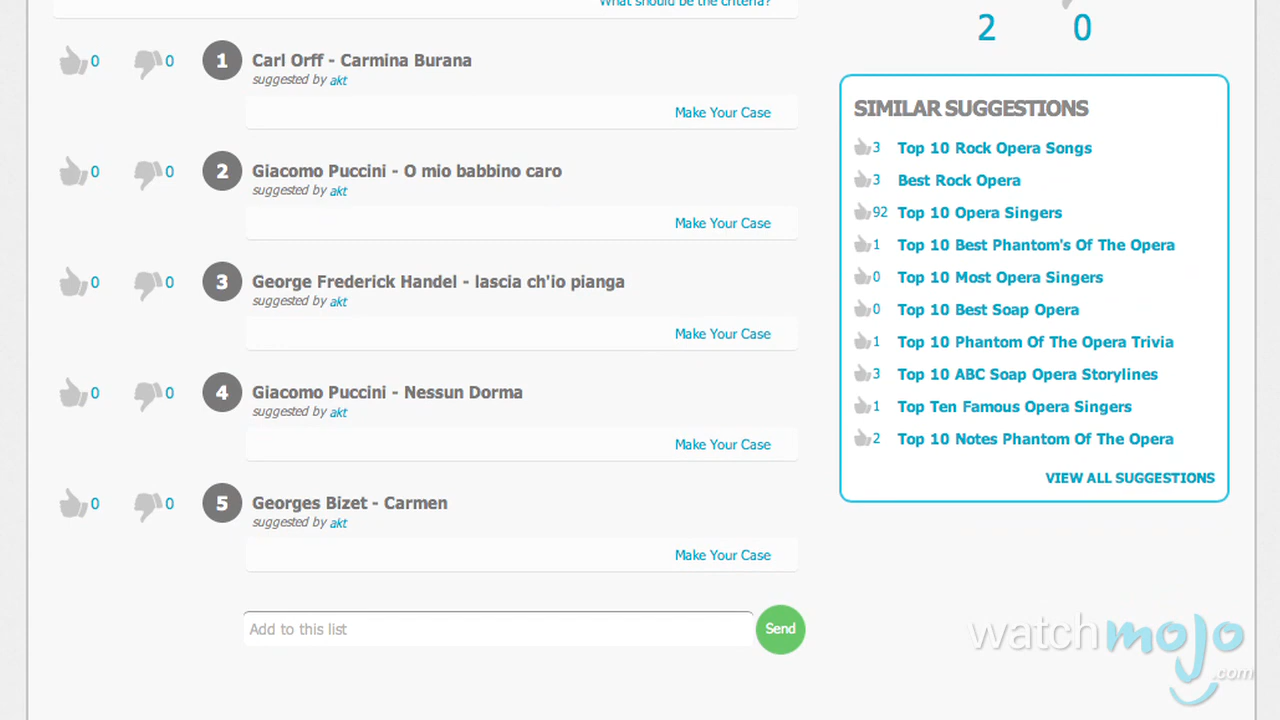 What should be the criteria?
0 0 1 Carl Orff - Carmina Burana
suggested by akt
Make Your Case
0 0 2 Giacomo Puccini - O mio babbino caro
suggested by akt
Make Your Case
0 0 3 George Frederick Handel - lascia ch'io pianga
suggested by akt
Make Your Case
0 0 4 Giacomo Puccini - Nessun Dorma
suggested by akt
Make Your Case
0 0 5 Georges Bizet - Carmen
suggested by akt
Make Your Case
Add to this list Send
2 0
SIMILAR SUGGESTIONS
3 Top 10 Rock Opera Songs
3 Best Rock Opera
92 Top 10 Opera Singers
1 Top 10 Best Phantom's Of The Opera
0 Top 10 Most Opera Singers
0 Top 10 Best Soap Opera
1 Top 10 Phantom Of The Opera Trivia
3 Top 10 ABC Soap Opera Storylines
1 Top Ten Famous Opera Singers
2 Top 10 Notes Phantom Of The Opera
VIEW ALL SUGGESTIONS
watchmojo
.com